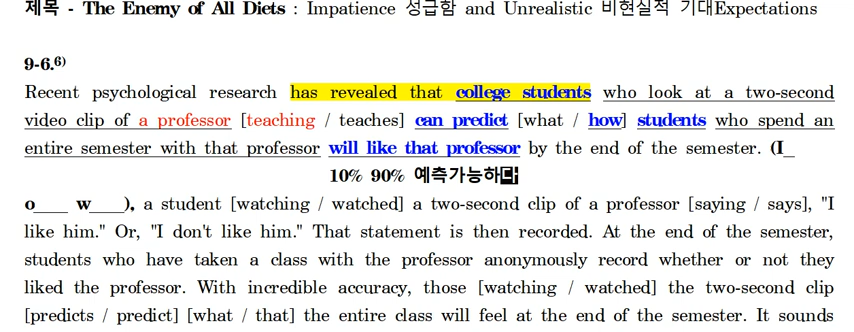 제목 - The Enemy of All Diets : Impatience 성급함 and Unrealistic 비현실적 기대Expectations
9-6.6)
Recent psychological research has revealed that college students who look at a two-second
video clip of a professor [teaching / teaches] can predict [what / how] students who spend an
entire semester with that professor will like that professor by the end of the semester. (I_
10% 90% 예측가능하다
o___ w___), a student [watching / watched] a two-second clip of a professor [saying / says], "I
like him." Or, "I don't like him." That statement is then recorded. At the end of the semester,
students who have taken a class with the professor anonymously record whether or not they
liked the professor. With incredible accuracy, those [watching / watched] the two-second clip
[predicts / predict] [what / that] the entire class will feel at the end of the semester. It sounds